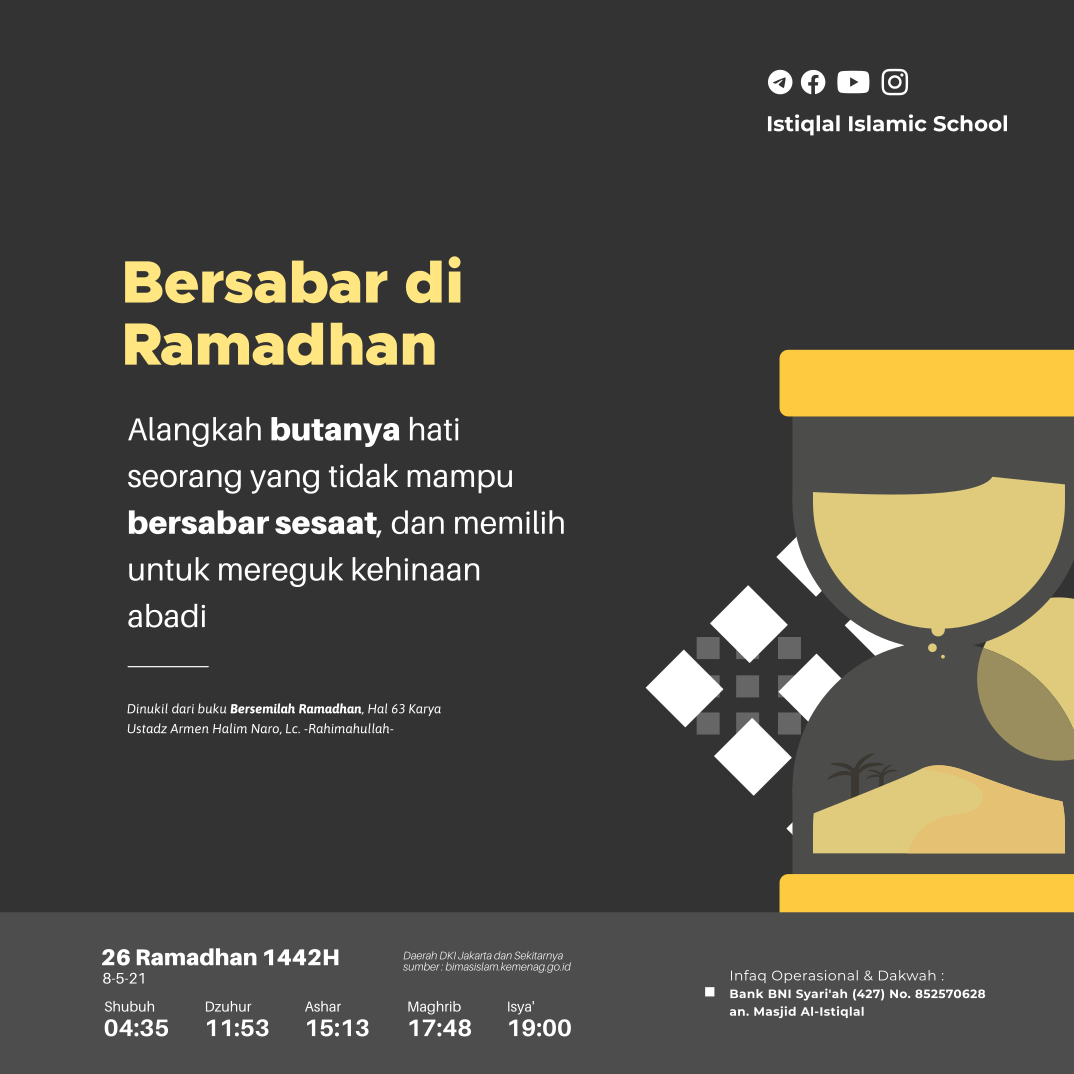 Istiqlal Islamic School
Bersabar di
Ramadhan
Alangkah butanya hati
seorang yang tidak mampu
bersabar sesaat, dan memilih
untuk mereguk kehinaan
abadi
Dinukil dari buku Bersemilah Ramadhan, Hal 63 Karya
Ustadz Armen Halim Naro, Lc. -Rahimahullah-
26 Ramadhan 1442H
8-5-21
Daerah DKI Jakarta dan Sekitarnya
sumber : bimasislam.kemenag.go.id
Shubuh Dzuhur Ashar Maghrib Isya'
04:35 11:53 15:13 17:48 19:00
Infaq Operasional & Dakwah :
Bank BNI Syari'ah (427) No. 852570628
an. Masjid Al-Istiqlal